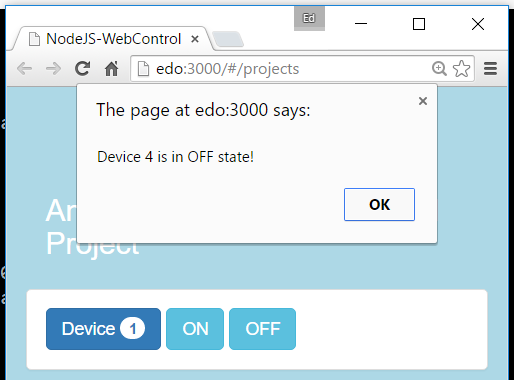 Ed
NodeJS-WebControl
edo:3000/#/projects
The page at edo:3000 says:
Device 4 is in OFF state!
OK
Project
Device 1 ON OFF